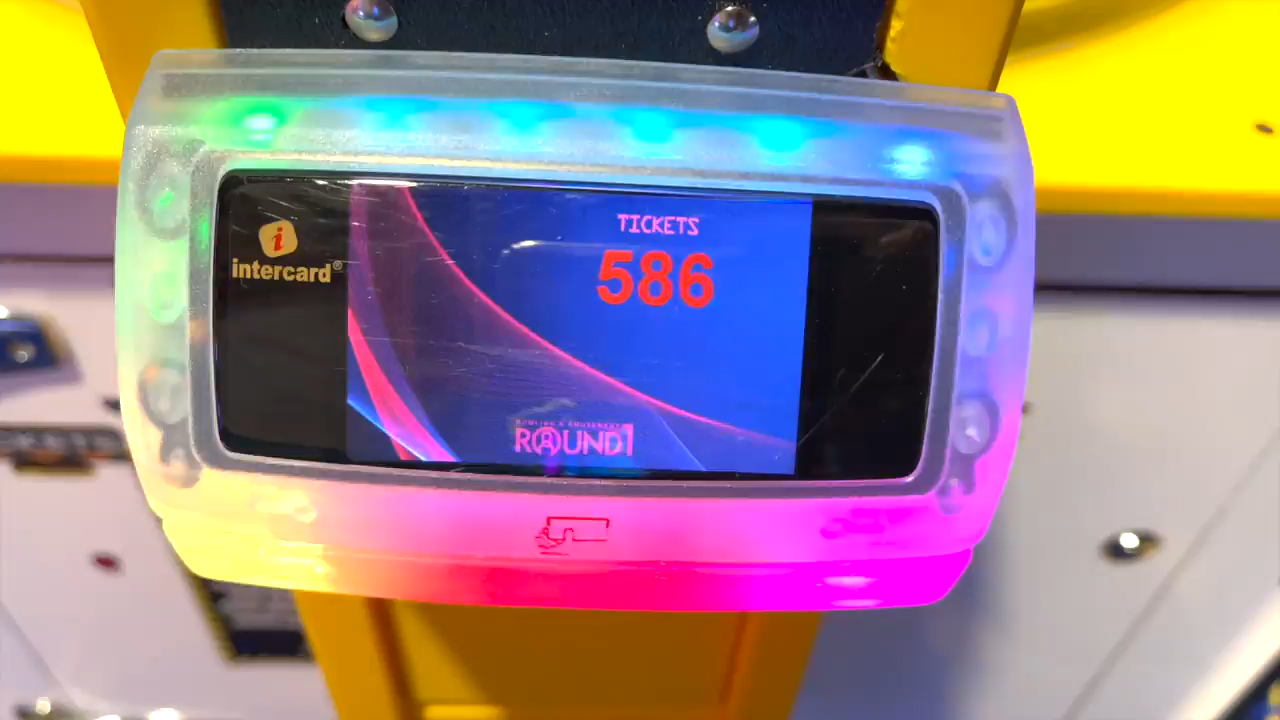 TICKETS
586
i
intercard®
BOWLING & AMUSEMENT
ROUND1